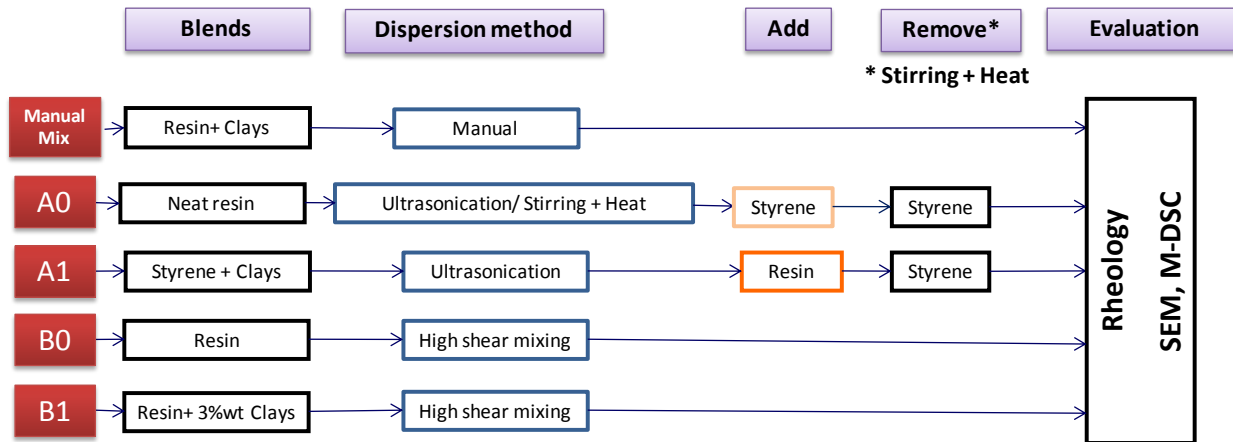 Blends
Dispersion method
Add
Remove*
Evaluation
* Stirring + Heat
Manual
Mix
Resin+ Clays
Manual
A0
Neat resin
Ultrasonication/ Stirring + Heat
Styrene
Styrene
A1
Styrene + Clays
Ultrasonication
Resin
Styrene
B0
Resin
High shear mixing
B1
Resin+ 3%wt Clays
High shear mixing
Rheology
SEM, M-DSC